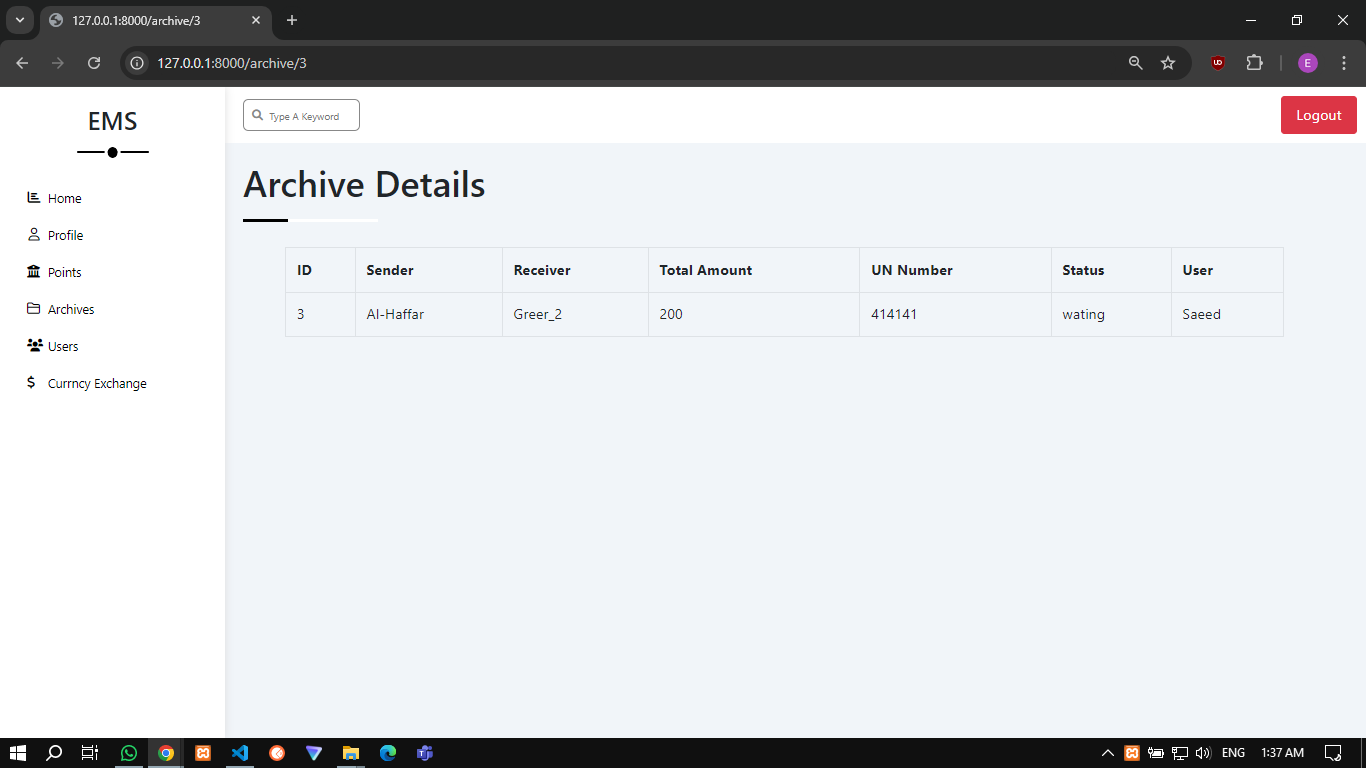 127.0.0.1:8000/archive/3
127.0.0.1:8000/archive/3
E
EMS
Type A Keyword
Logout
Home
Profile
Points
Archives
Users
Currncy Exchange
Archive Details
ID Sender Receiver Total Amount UN Number Status User
3 Al-Haffar Greer_2 200 414141 wating Saeed
ENG 1:37 AM